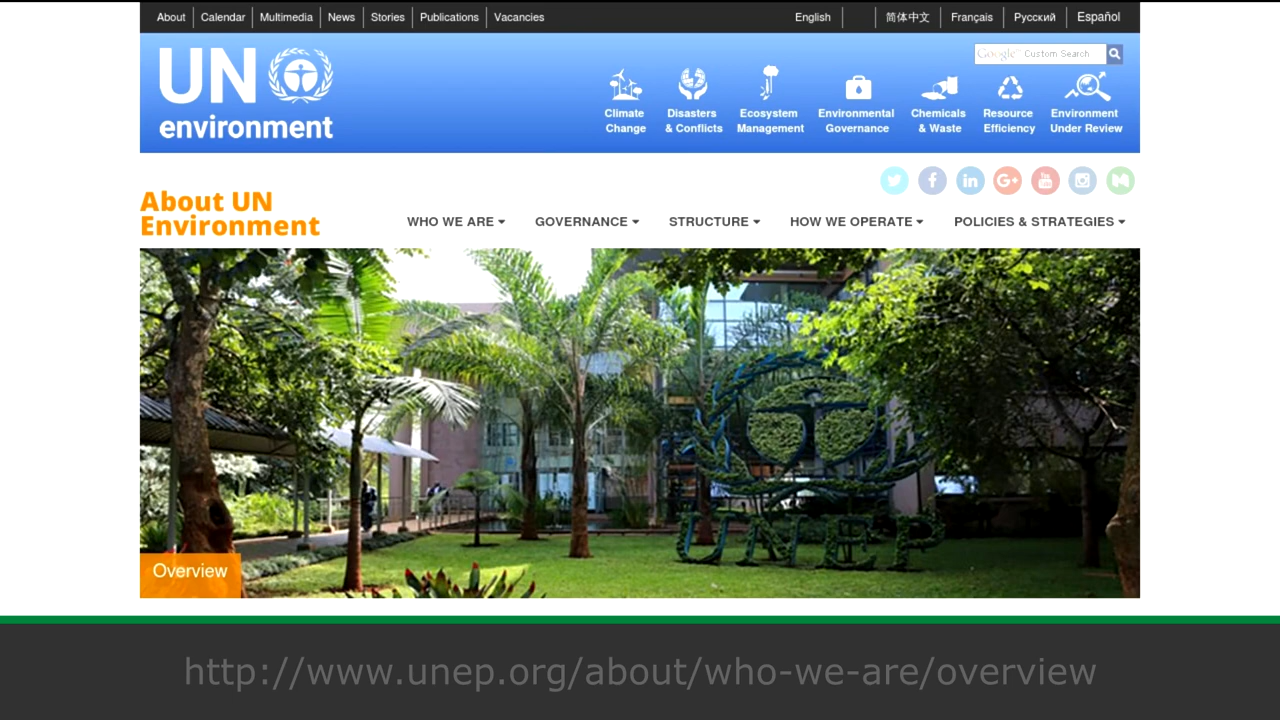 About Calendar Multimedia News Stories Publications Vacancies English 简体中文 Français Русский Español
UN
environment
Google™ Custom Search
Climate Change
Disasters & Conflicts
Ecosystem Management
Environmental Governance
Chemicals & Waste
Resource Efficiency
Environment Under Review
About UN
Environment
WHO WE ARE GOVERNANCE STRUCTURE HOW WE OPERATE POLICIES & STRATEGIES
UNEP
Overview
http://www.unep.org/about/who-we-are/overview